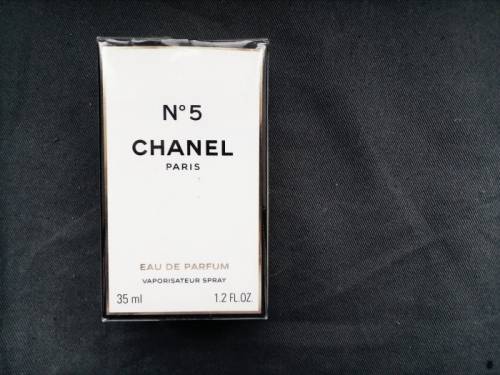 N°5
CHANEL
PARIS
EAU DE PARFUM
VAPORISATEUR SPRAY
35 ml 1.2 FL.OZ.